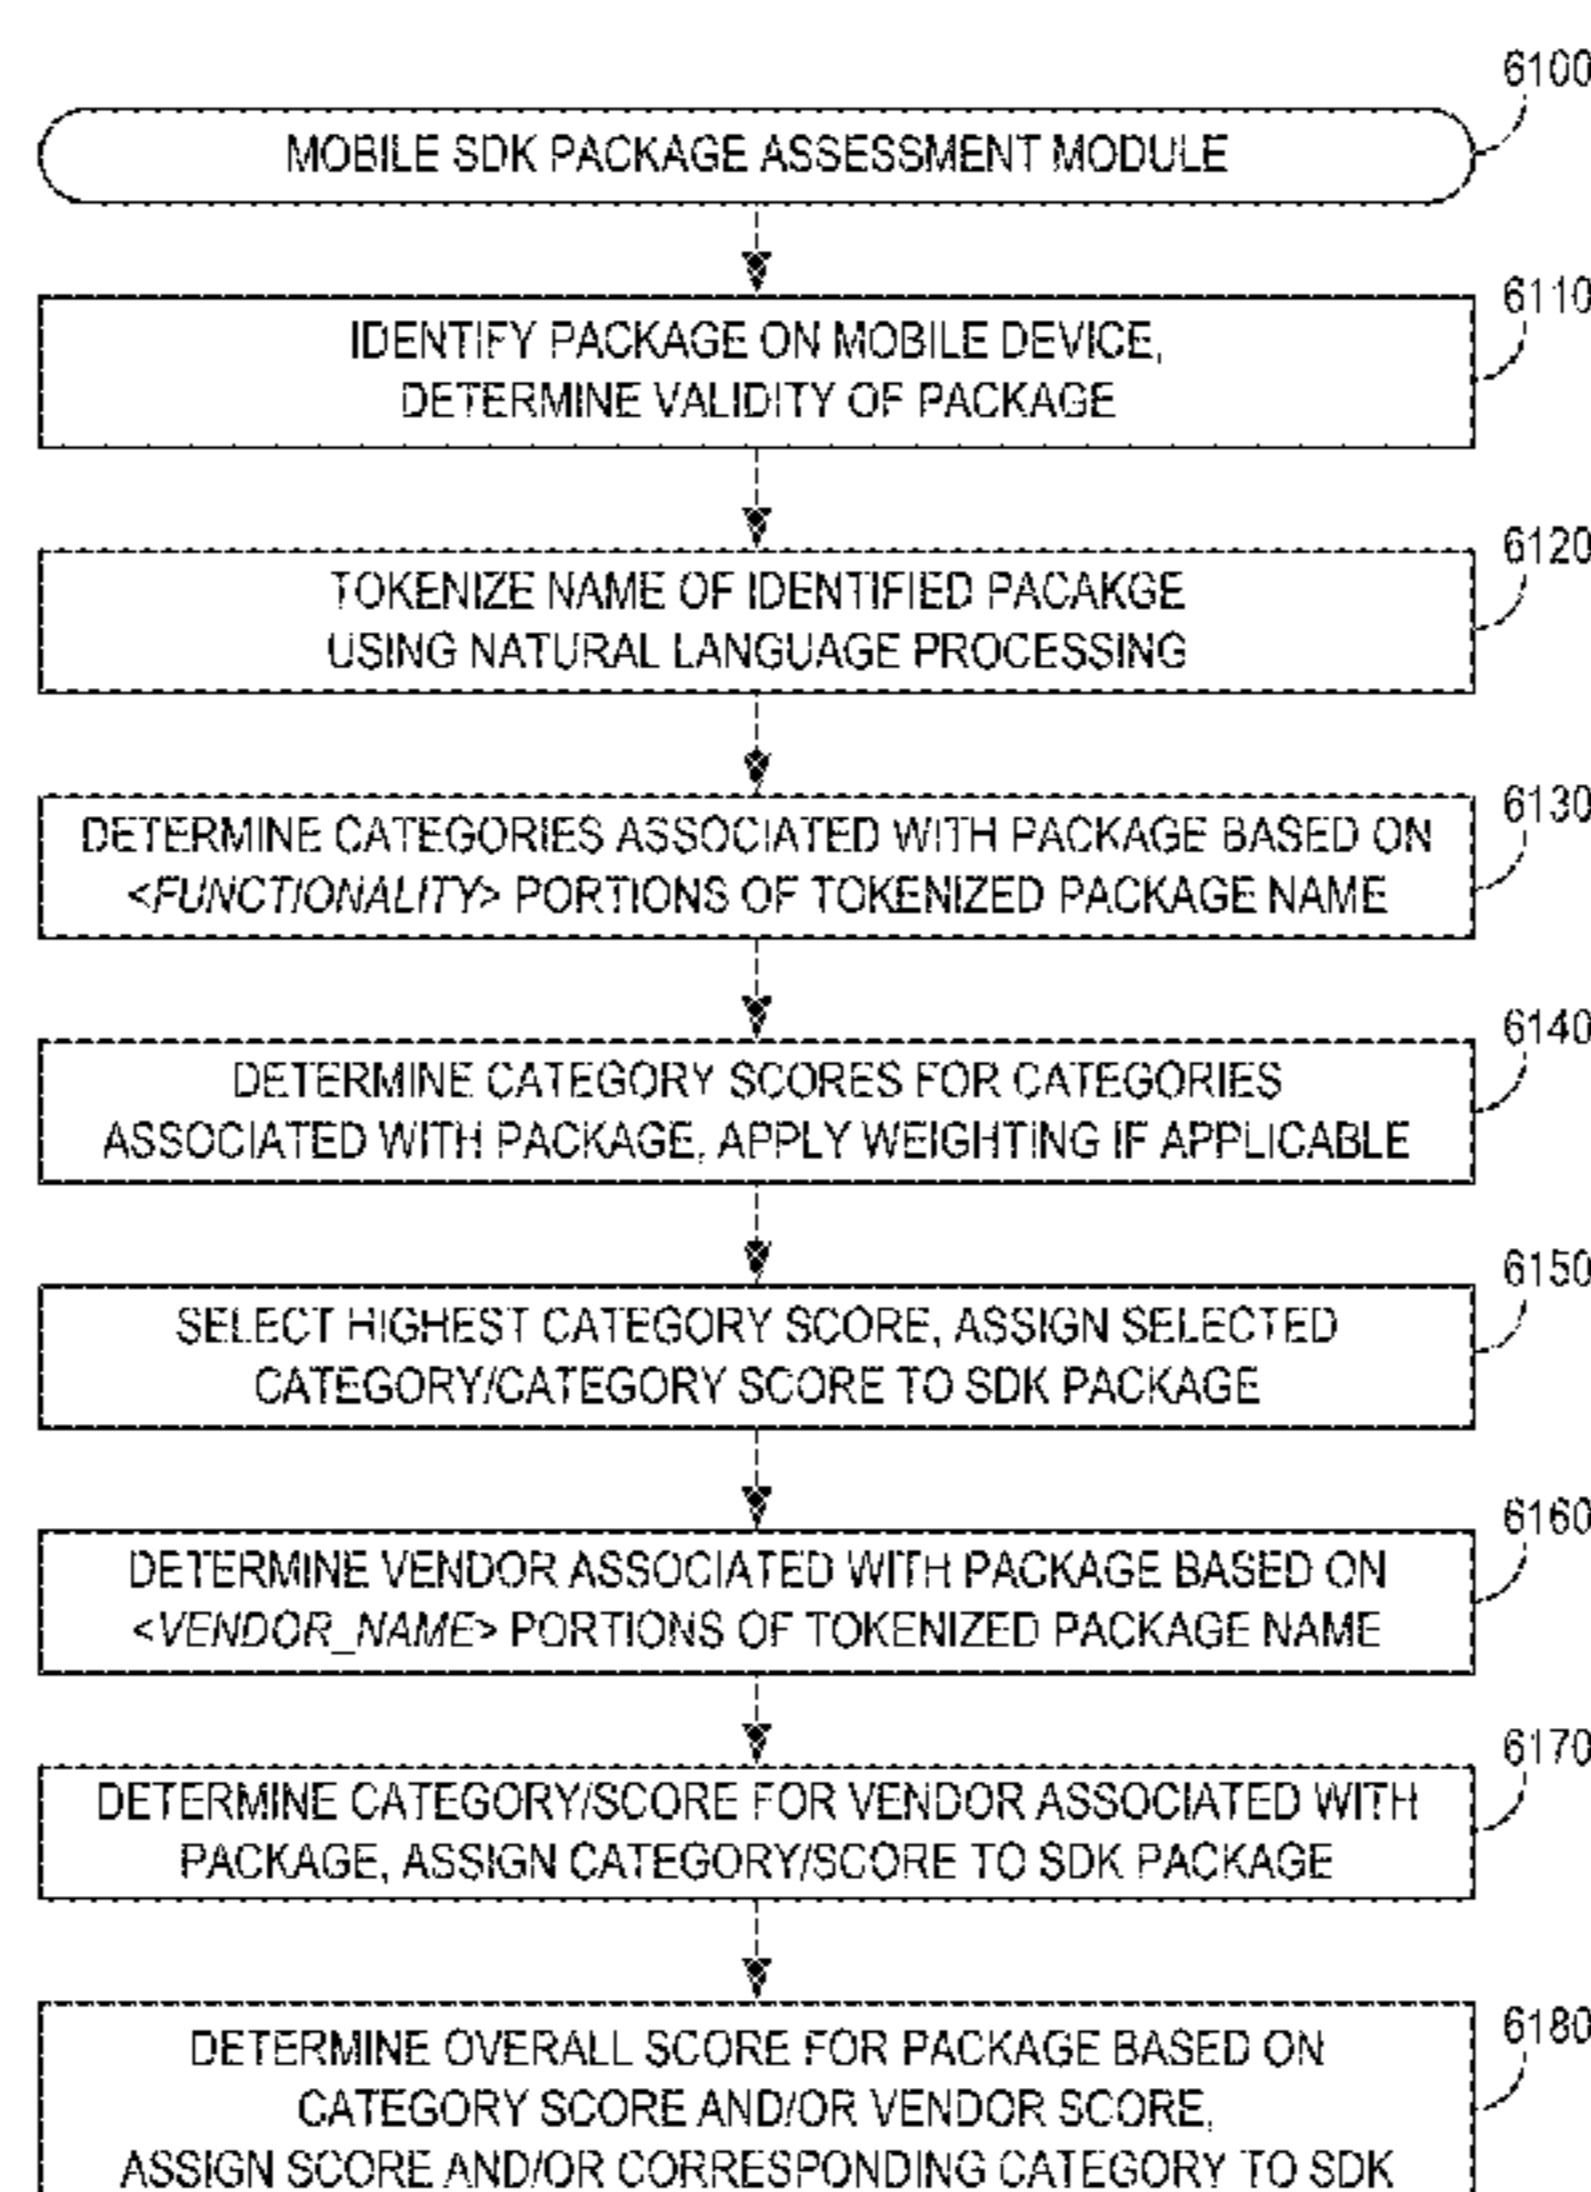 6100
MOBILE SDK PACKAGE ASSESSMENT MODULE
6110
IDENTIFY PACKAGE ON MOBILE DEVICE,
DETERMINE VALIDITY OF PACKAGE
6120
TOKENIZE NAME OF IDENTIFIED PACAKGE
USING NATURAL LANGUAGE PROCESSING
6130
DETERMINE CATEGORIES ASSOCIATED WITH PACKAGE BASED ON
<FUNCTIONALITY> PORTIONS OF TOKENIZED PACKAGE NAME
6140
DETERMINE CATEGORY SCORES FOR CATEGORIES
ASSOCIATED WITH PACKAGE, APPLY WEIGHTING IF APPLICABLE
6150
SELECT HIGHEST CATEGORY SCORE, ASSIGN SELECTED
CATEGORY/CATEGORY SCORE TO SDK PACKAGE
6160
DETERMINE VENDOR ASSOCIATED WITH PACKAGE BASED ON
<VENDOR_NAME> PORTIONS OF TOKENIZED PACKAGE NAME
6170
DETERMINE CATEGORY/SCORE FOR VENDOR ASSOCIATED WITH
PACKAGE, ASSIGN CATEGORY/SCORE TO SDK PACKAGE
6180
DETERMINE OVERALL SCORE FOR PACKAGE BASED ON
CATEGORY SCORE AND/OR VENDOR SCORE,
ASSIGN SCORE AND/OR CORRESPONDING CATEGORY TO SDK